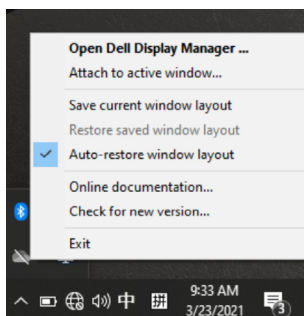 Open Dell Display Manager ...
Attach to active window...
Save current window layout
Restore saved window layout
Auto-restore window layout
Online documentation...
Check for new version...
Exit
中 拼 9:33 AM
3/23/2021
3